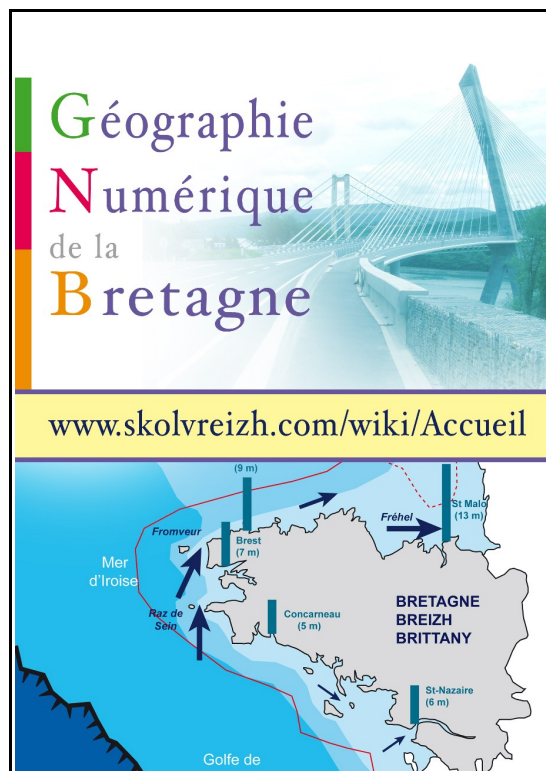 Géographie
Numérique
de la
Bretagne
www.skolvreizh.com/wiki/Accueil
(9 m)
St Malo
(13 m)
Fréhel
Fromveur
Brest
(7 m)
Mer
d'Iroise
Raz de
Sein
Concarneau
(5 m)
BRETAGNE
BREIZH
BRITTANY
St-Nazaire
(6 m)
Golfe de